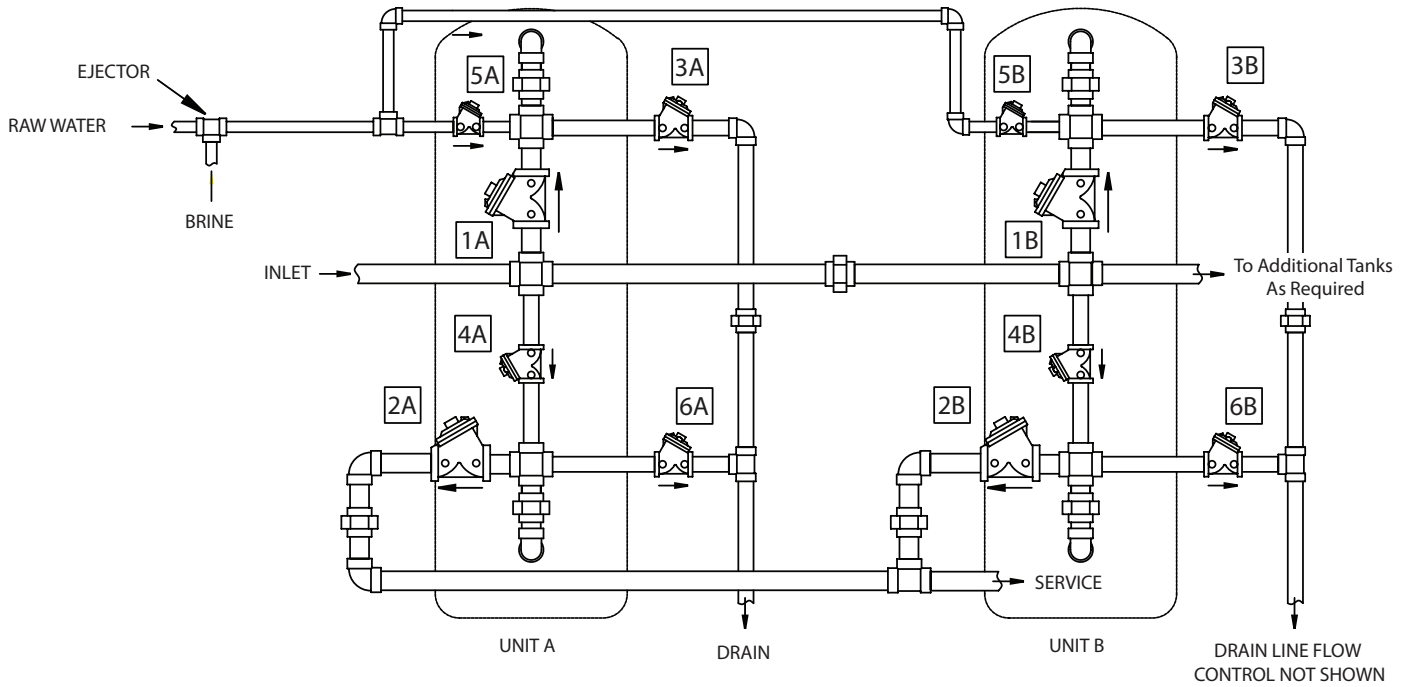 5A
3A
5B
3B
EJECTOR
RAW WATER
BRINE
1A
1B
INLET
To Additional Tanks
As Required
4A
4B
2A
6A
2B
6B
SERVICE
UNIT A
DRAIN
UNIT B
DRAIN LINE FLOW
CONTROL NOT SHOWN